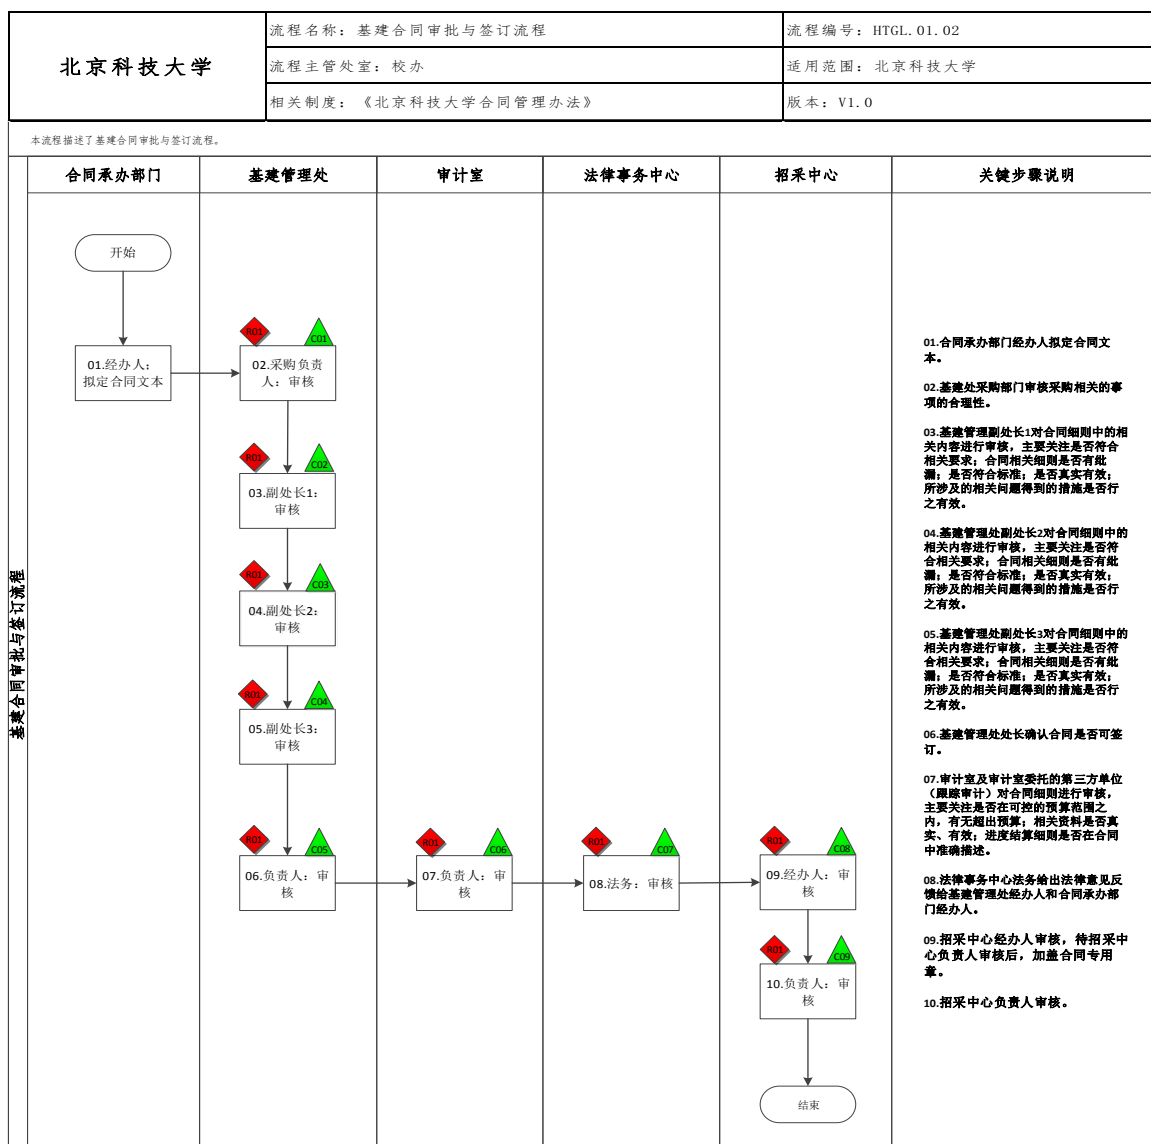 北京科技大学
流程名称：基建合同审批与签订流程
流程编号：HTGL.01.02
流程主管处室：校办
适用范围：北京科技大学
相关制度：《北京科技大学合同管理办法》
版本：V1.0
本流程描述了基建合同审批与签订流程。
合同承办部门
基建管理处
审计室
法律事务中心
招采中心
关键步骤说明
基建合同审批与签订流程
开始
01.经办人：
拟定合同文本
R01
C01
02.采购负责
人：审核
R01
C02
03.副处长1：
审核
R01
C03
04.副处长2：
审核
R01
C04
05.副处长3：
审核
R01
C05
06.负责人：审
核
R01
C06
07.负责人：审
核
R01
C07
08.法务：审核
R01
C08
09.经办人：审
核
R01
C09
10.负责人：审
核
结束
01.合同承办部门经办人拟定合同文
本。
02.基建处采购部门审核采购相关的事
项的合理性。
03.基建管理副处长1对合同细则中的相
关内容进行审核，主要关注是否符合
相关要求；合同相关细则是否有纰
漏；是否符合标准；是否真实有效；
所涉及的相关问题得到的措施是否行
之有效。
04.基建管理处副处长2对合同细则中的
相关内容进行审核，主要关注是否符
合相关要求；合同相关细则是否有纰
漏；是否符合标准；是否真实有效；
所涉及的相关问题得到的措施是否行
之有效。
05.基建管理处副处长3对合同细则中的
相关内容进行审核，主要关注是否符
合相关要求；合同相关细则是否有纰
漏；是否符合标准；是否真实有效；
所涉及的相关问题得到的措施是否行
之有效。
06.基建管理处处长确认合同是否可签
订。
07.审计室及审计室委托的第三方单位
（跟踪审计）对合同细则进行审核，
主要关注是否在可控的预算范围之
内，有无超出预算；相关资料是否真
实、有效；进度结算细则是否在合同
中准确描述。
08.法律事务中心法务给出法律意见反
馈给基建管理处经办人和合同承办部
门经办人。
09.招采中心经办人审核，待招采中
心负责人审核后，加盖合同专用
章。
10.招采中心负责人审核。